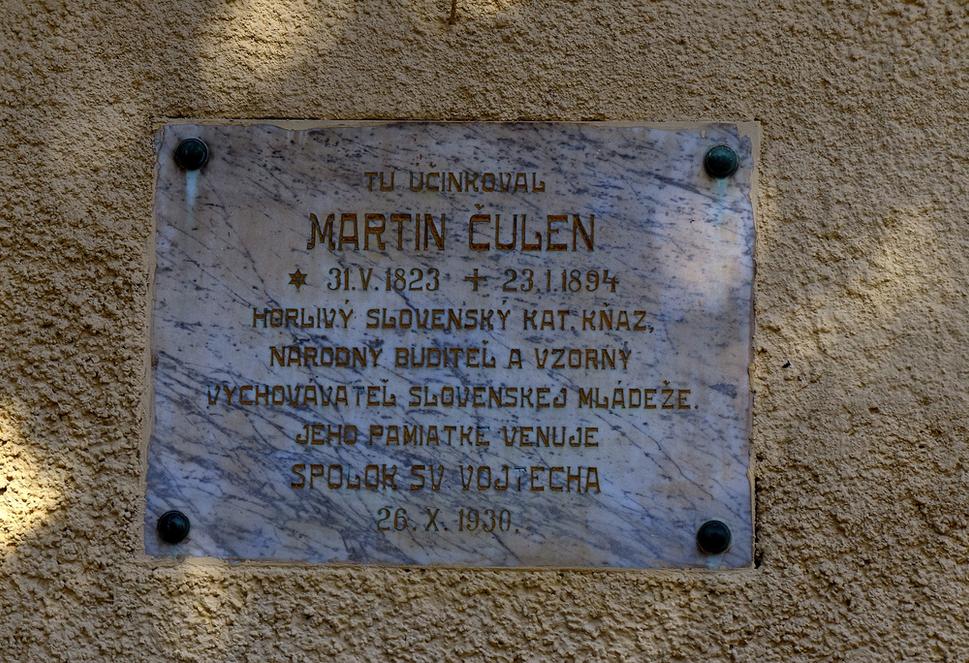 TU ÚČINKOVAL
MARTIN ČULEN
✡ 31.V.1823 ✝ 23.I.1894
HORLIVÝ SLOVENSKÝ KAT. KŇAZ,
NÁRODNÝ BUDITEĽ A VZORNÝ
VYCHOVÁVATEĽ SLOVENSKEJ MLÁDEŽE.
JEHO PAMIATKE VENUJE
SPOLOK SV VOJTECHA
26. X. 1930.